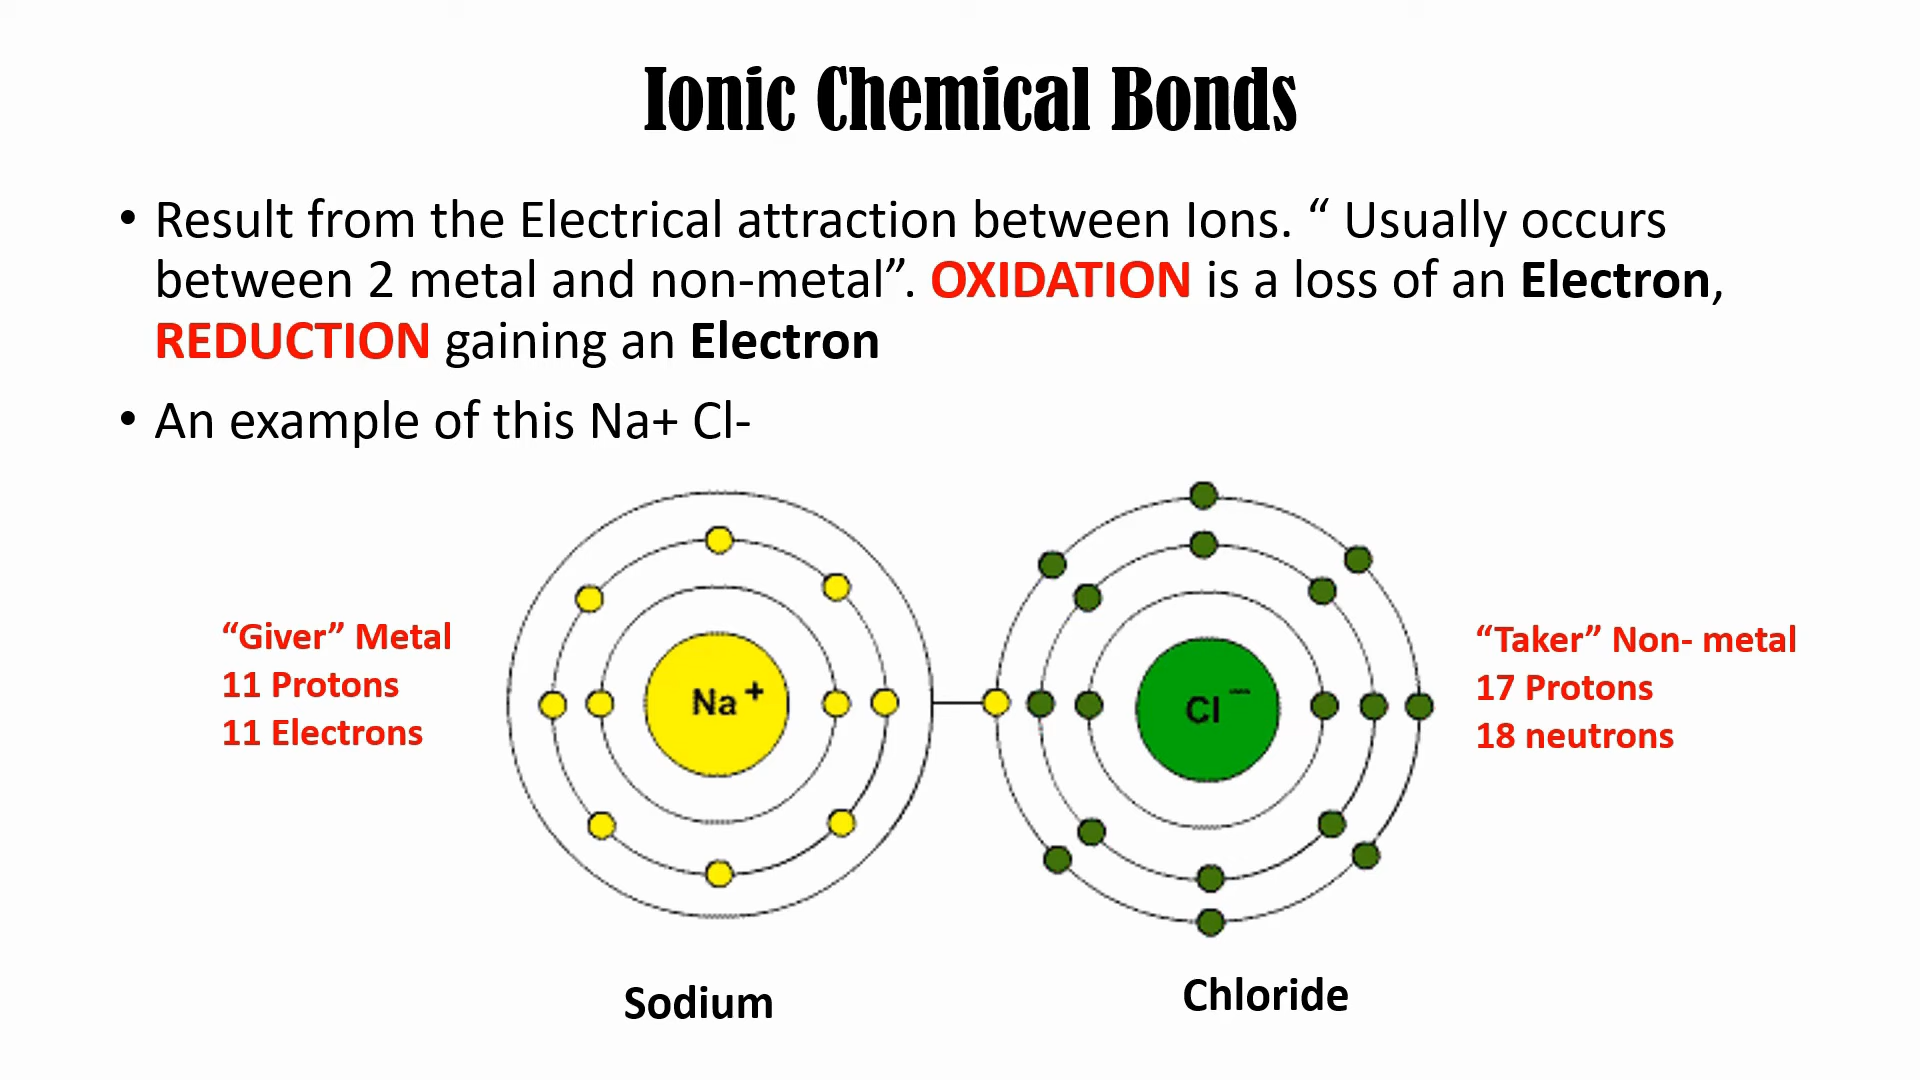 Ionic Chemical Bonds
• Result from the Electrical attraction between Ions. “ Usually occurs
between 2 metal and non-metal”. OXIDATION is a loss of an Electron,
REDUCTION gaining an Electron
• An example of this Na+ Cl-
“Giver” Metal
11 Protons
11 Electrons
Na +
Cl –
“Taker” Non- metal
17 Protons
18 neutrons
Sodium
Chloride